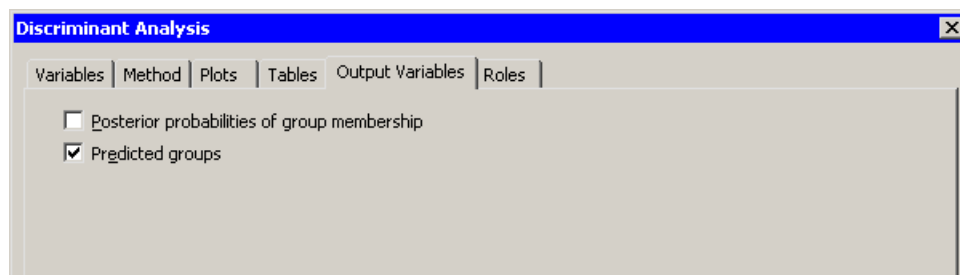 Discriminant Analysis
Variables Method Plots Tables Output Variables Roles
Posterior probabilities of group membership
Predicted groups